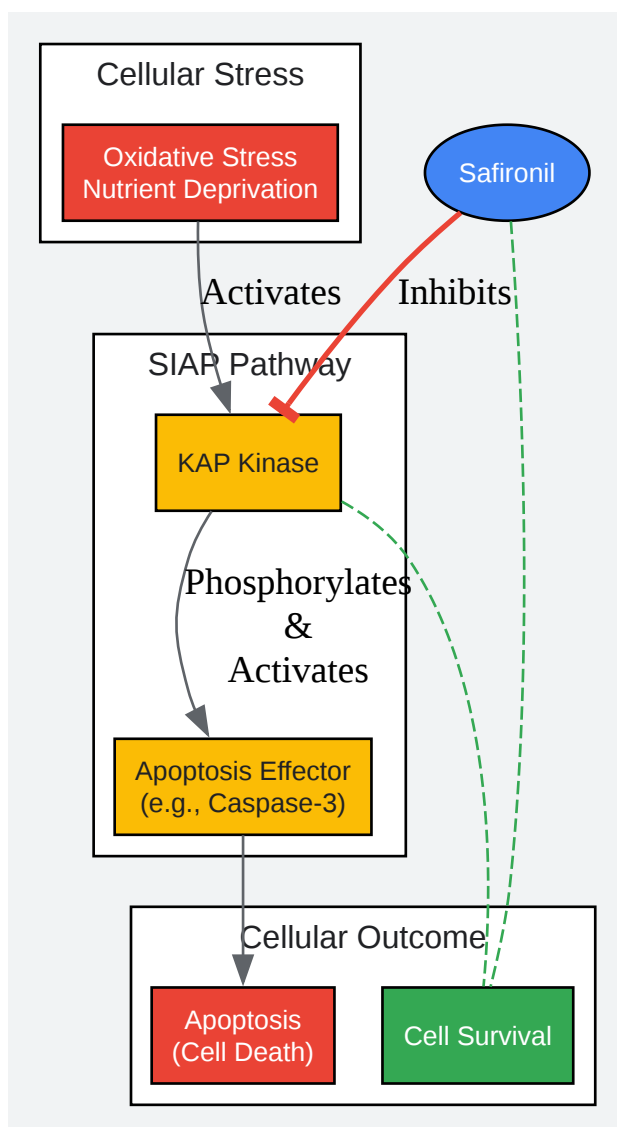 Cellular Stress
Oxidative Stress
Nutrient Deprivation
Safironil
Activates
Inhibits
SIAP Pathway
KAP Kinase
Phosphorylates
&
Activates
Apoptosis Effector
(e.g., Caspase-3)
Cellular Outcome
Apoptosis
(Cell Death)
Cell Survival